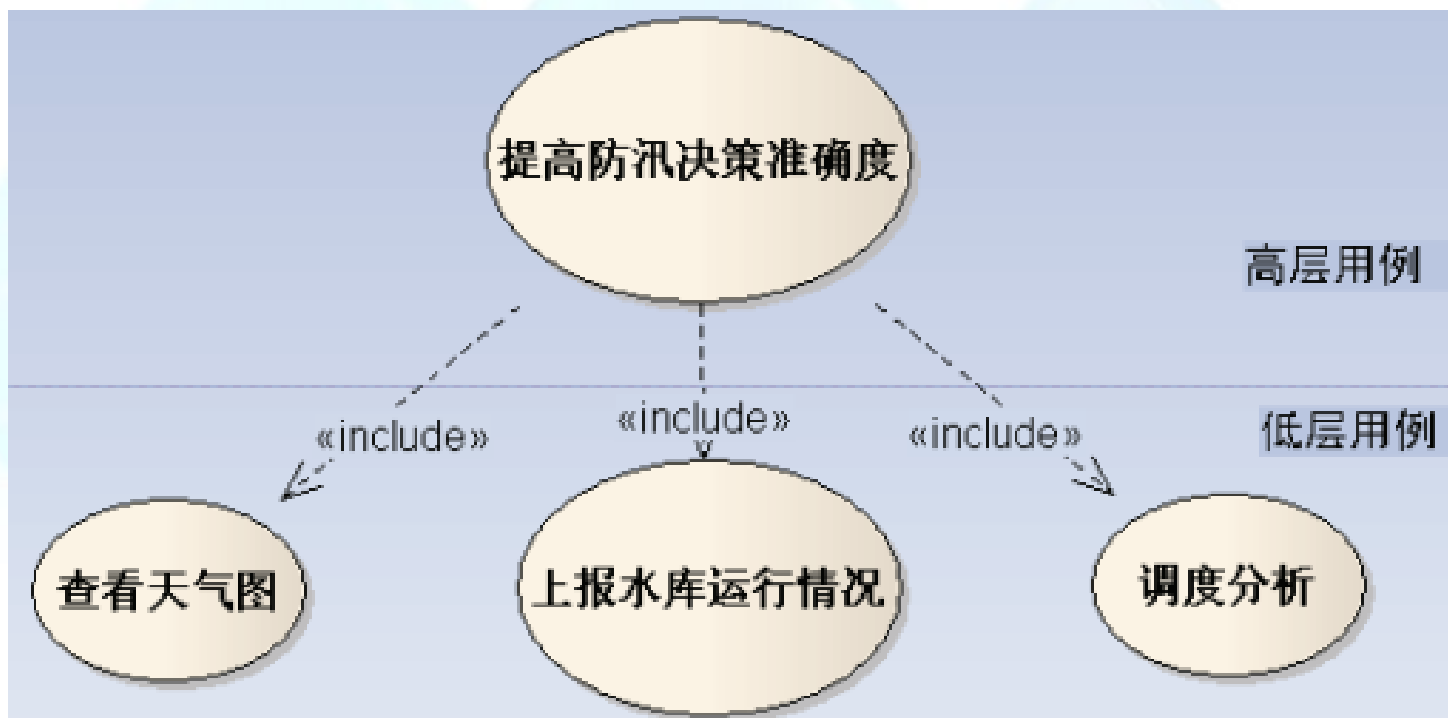 提高防汛决策准确度
高层用例
«include»
«include»
«include»
低层用例
查看天气图
上报水库运行情况
调度分析